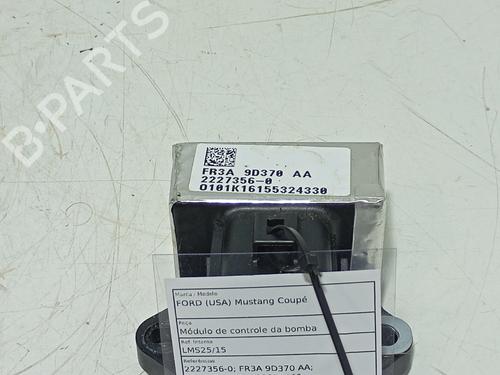 B-PARTS
FR3A 9D370 AA
2227356-0
0101K16155324330
Marca / Modelo
FORD (USA) Mustang Coupé
Peça
Módulo de controle da bomba
Ref. Interna
LMS25/15
Referências
2227356-0; FR3A 9D370 AA;